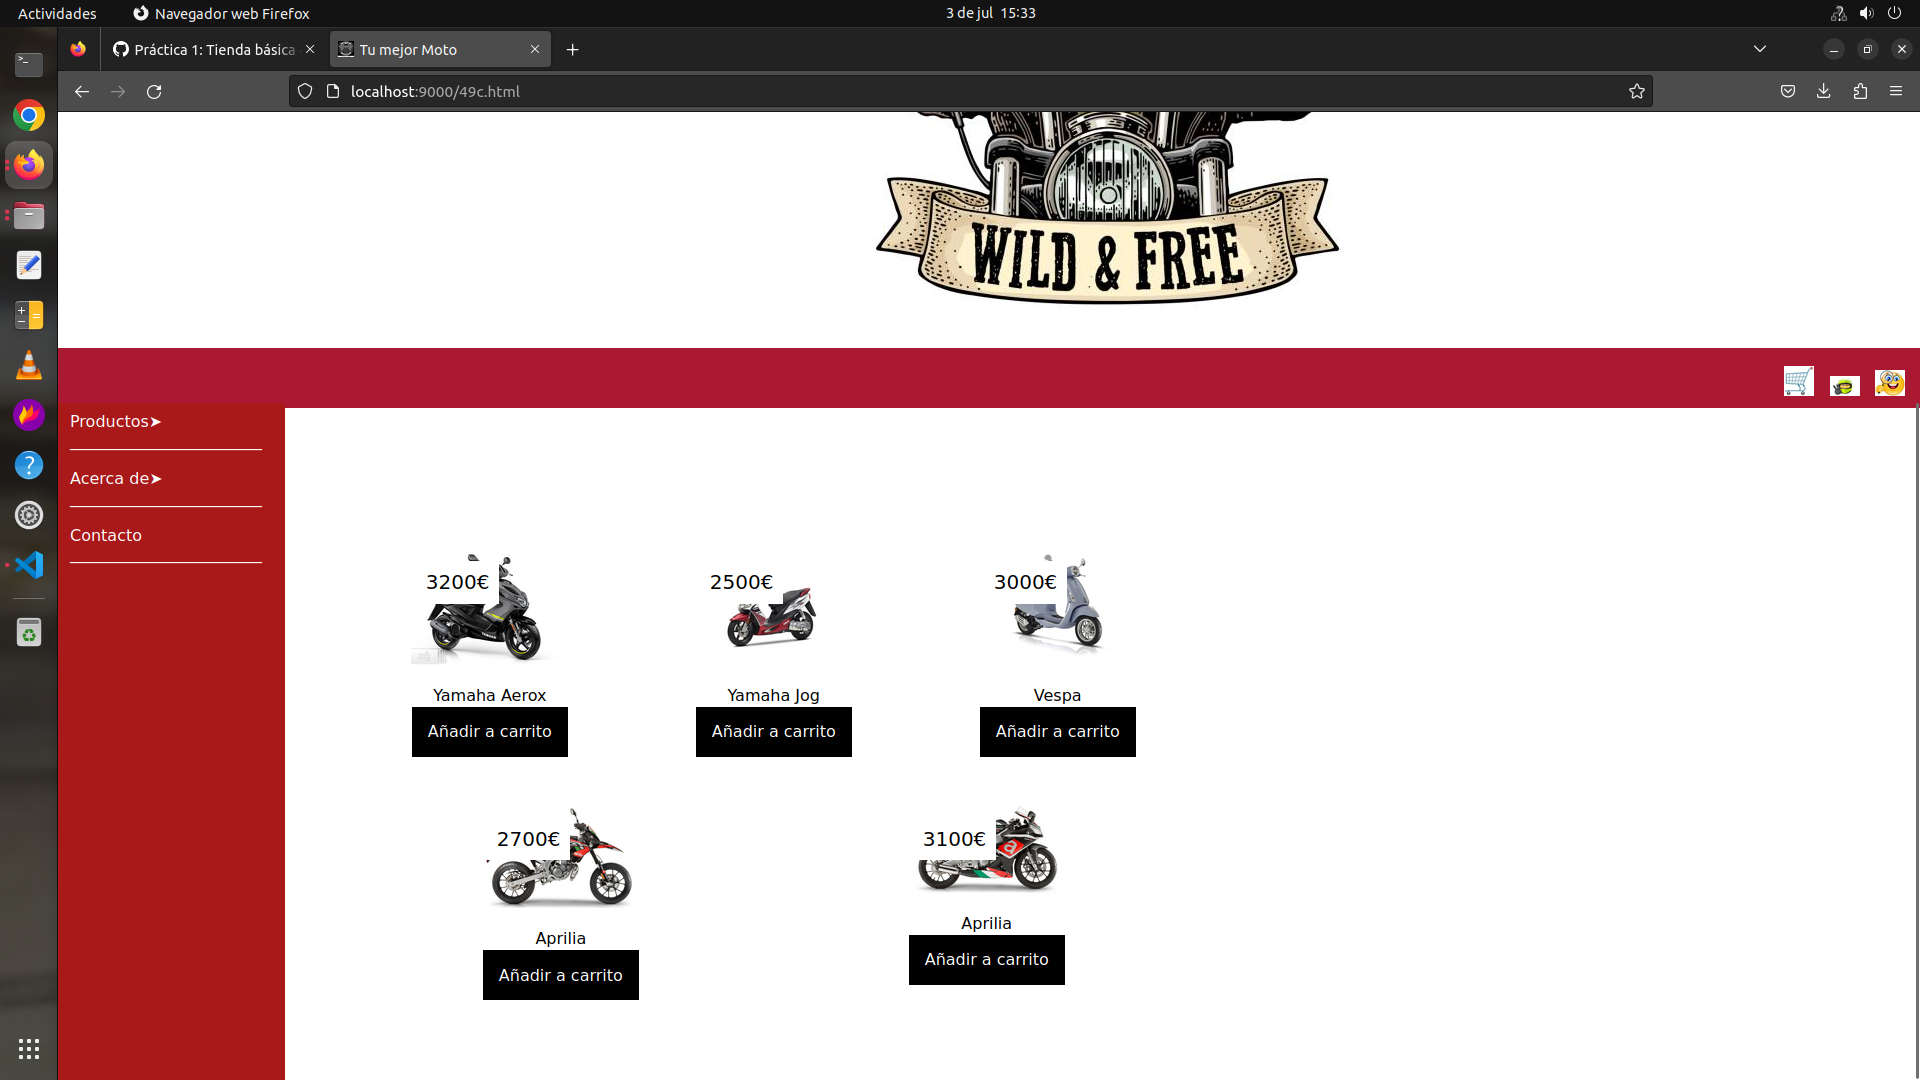 Actividades
Navegador web Firefox
3 de jul 15:33
Práctica 1: Tienda básica
Tu mejor Moto
localhost:9000/49c.html
WILD & FREE
Productos➤
Acerca de➤
Contacto
3200€
2500€
3000€
Yamaha Aerox
Yamaha Jog
Vespa
Añadir a carrito
Añadir a carrito
Añadir a carrito
2700€
3100€
Aprilia
Aprilia
Añadir a carrito
Añadir a carrito